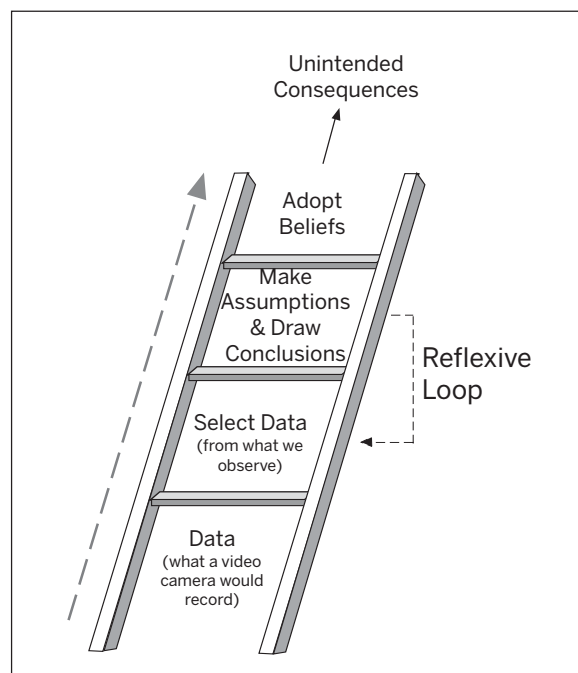 Unintended
Consequences
Adopt
Beliefs
Make
Assumptions
& Draw
Conclusions
Reflexive
Loop
Select Data
(from what we
observe)
Data
(what a video
camera would
record)